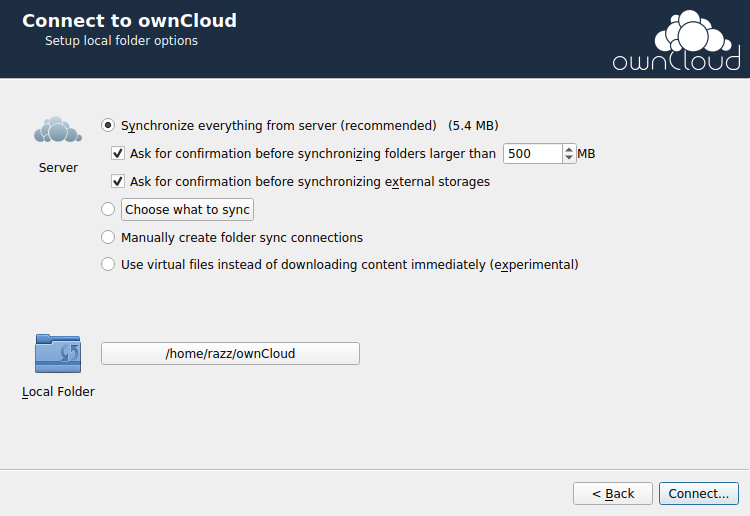 Connect to ownCloud
Setup local folder options
ownCloud
Synchronize everything from server (recommended) (5.4 MB)
Ask for confirmation before synchronizing folders larger than 500 MB
Server
Ask for confirmation before synchronizing external storages
Choose what to sync
Manually create folder sync connections
Use virtual files instead of downloading content immediately (experimental)
/home/razz/ownCloud
Local Folder
< Back Connect...